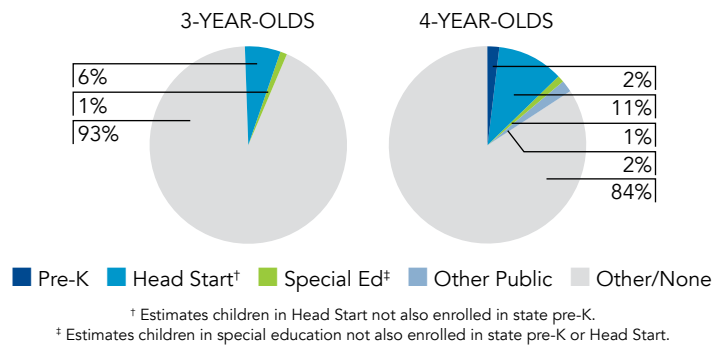 3-YEAR-OLDS
6%
1%
93%
4-YEAR-OLDS
2%
11%
1%
2%
84%
Pre-K Head Start† Special Ed‡ Other Public Other/None
† Estimates children in Head Start not also enrolled in state pre-K.
‡ Estimates children in special education not also enrolled in state pre-K or Head Start.